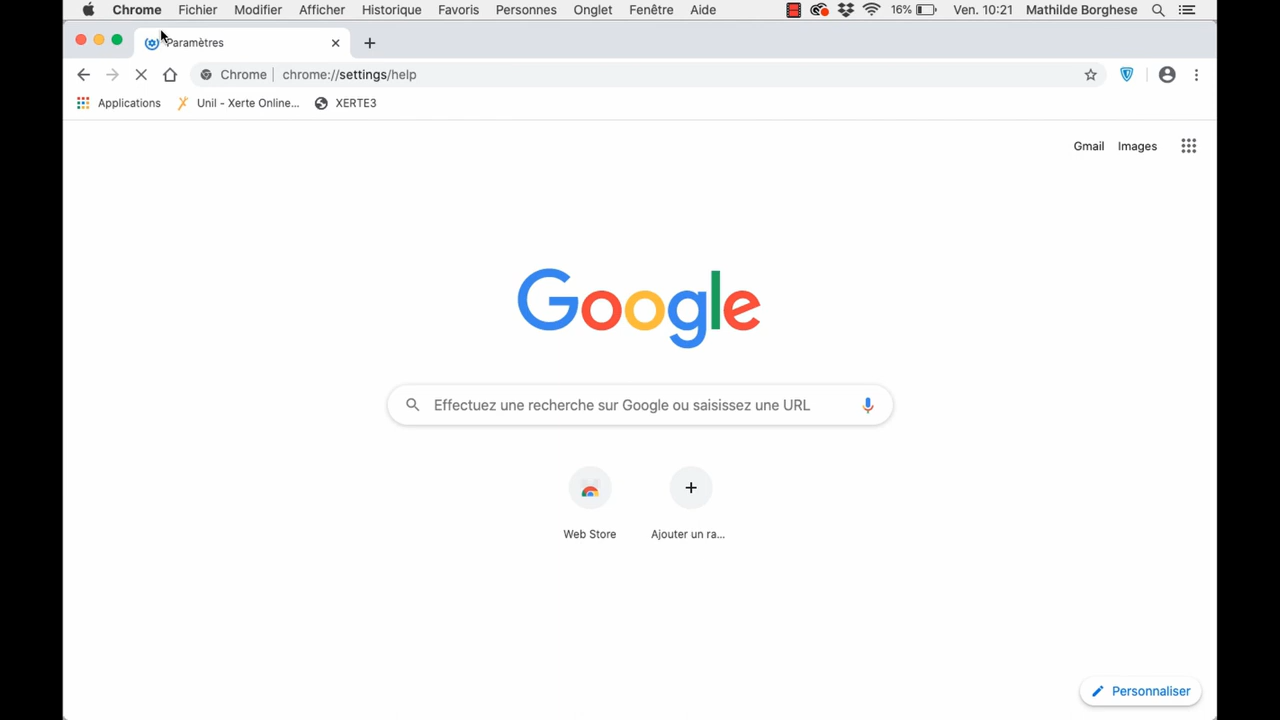 Chrome Fichier Modifier Afficher Historique Favoris Personnes Onglet Fenêtre Aide 16% Ven. 10:21 Mathilde Borghese
Paramètres
Chrome chrome://settings/help
Applications Unil - Xerte Online... XERTE3
Gmail Images
Google
Effectuez une recherche sur Google ou saisissez une URL
Web Store Ajouter un ra...
Personnaliser